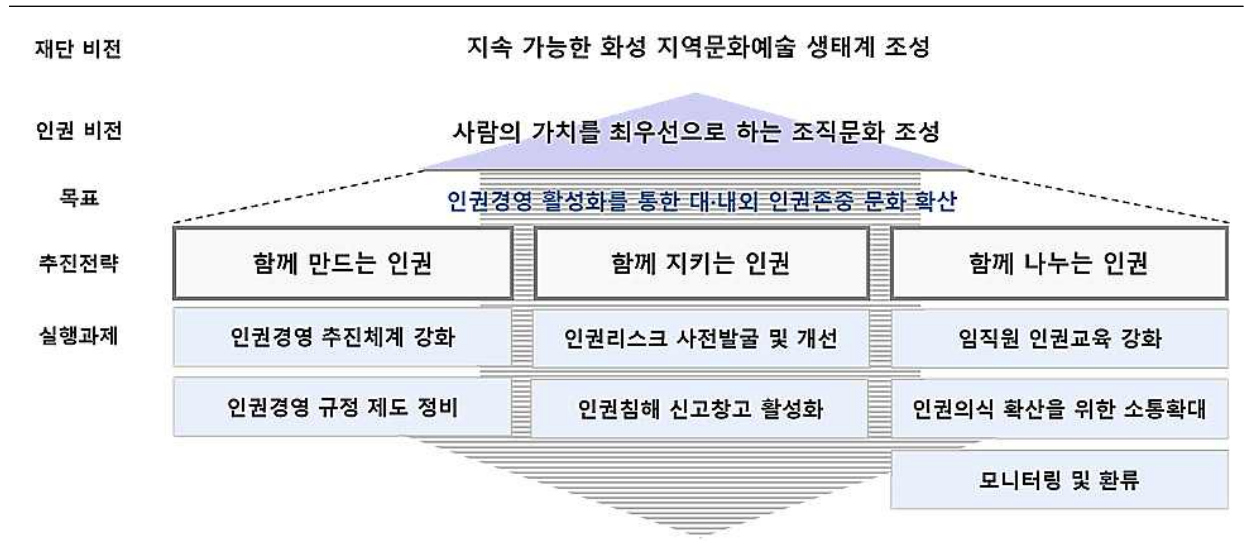 재단 비전 지속 가능한 화성 지역문화예술 생태계 조성
인권 비전 사람의 가치를 최우선으로 하는 조직문화 조성
목표 인권경영 활성화를 통한 대·내외 인권존중 문화 확산
추진전략 함께 만드는 인권 함께 지키는 인권 함께 나누는 인권
실행과제 인권경영 추진체계 강화 인권리스크 사전발굴 및 개선 임직원 인권교육 강화
인권경영 규정 제도 정비 인권침해 신고창고 활성화 인권의식 확산을 위한 소통확대
모니터링 및 환류